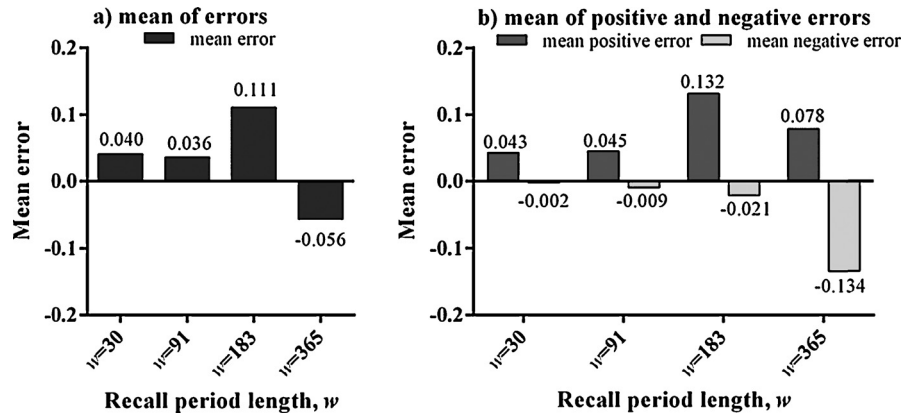 a) mean of errors
mean error
0.2
0.1
0.0
-0.1
-0.2
Mean error
0.040
0.036
0.111
-0.056
w=30
w=91
w=183
w=365
Recall period length, w
b) mean of positive and negative errors
mean positive error
mean negative error
0.2
0.1
0.0
-0.1
-0.2
Mean error
0.043
-0.002
0.045
-0.009
0.132
-0.021
0.078
-0.134
w=30
w=91
w=183
w=365
Recall period length, w